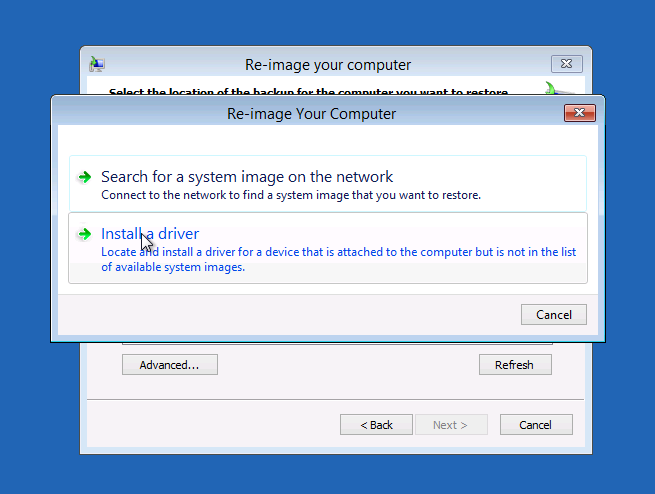 Re-image your computer
Select the location of the backup for the computer you want to restore
Re-image Your Computer
Search for a system image on the network
Connect to the network to find a system image that you want to restore.
Install a driver
Locate and install a driver for a device that is attached to the computer but is not in the list
of available system images.
Cancel
Advanced...
Refresh
< Back
Next >
Cancel